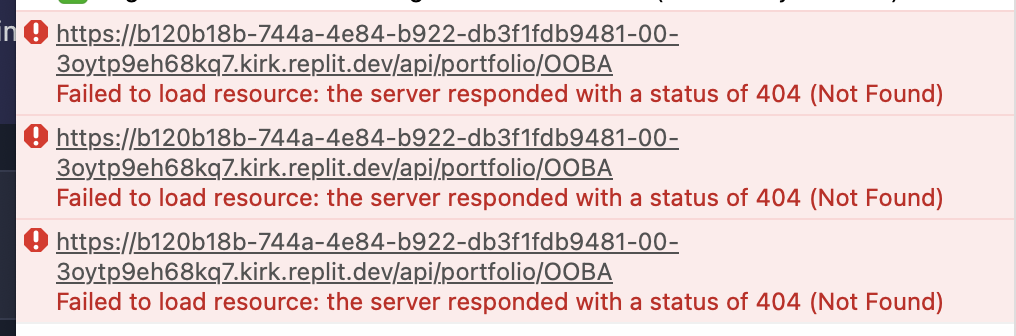 in
https://b120b18b-744a-4e84-b922-db3f1fdb9481-00-
3oytp9eh68kq7.kirk.replit.dev/api/portfolio/OOBA
Failed to load resource: the server responded with a status of 404 (Not Found)
https://b120b18b-744a-4e84-b922-db3f1fdb9481-00-
3oytp9eh68kq7.kirk.replit.dev/api/portfolio/OOBA
Failed to load resource: the server responded with a status of 404 (Not Found)
https://b120b18b-744a-4e84-b922-db3f1fdb9481-00-
3oytp9eh68kq7.kirk.replit.dev/api/portfolio/OOBA
Failed to load resource: the server responded with a status of 404 (Not Found)